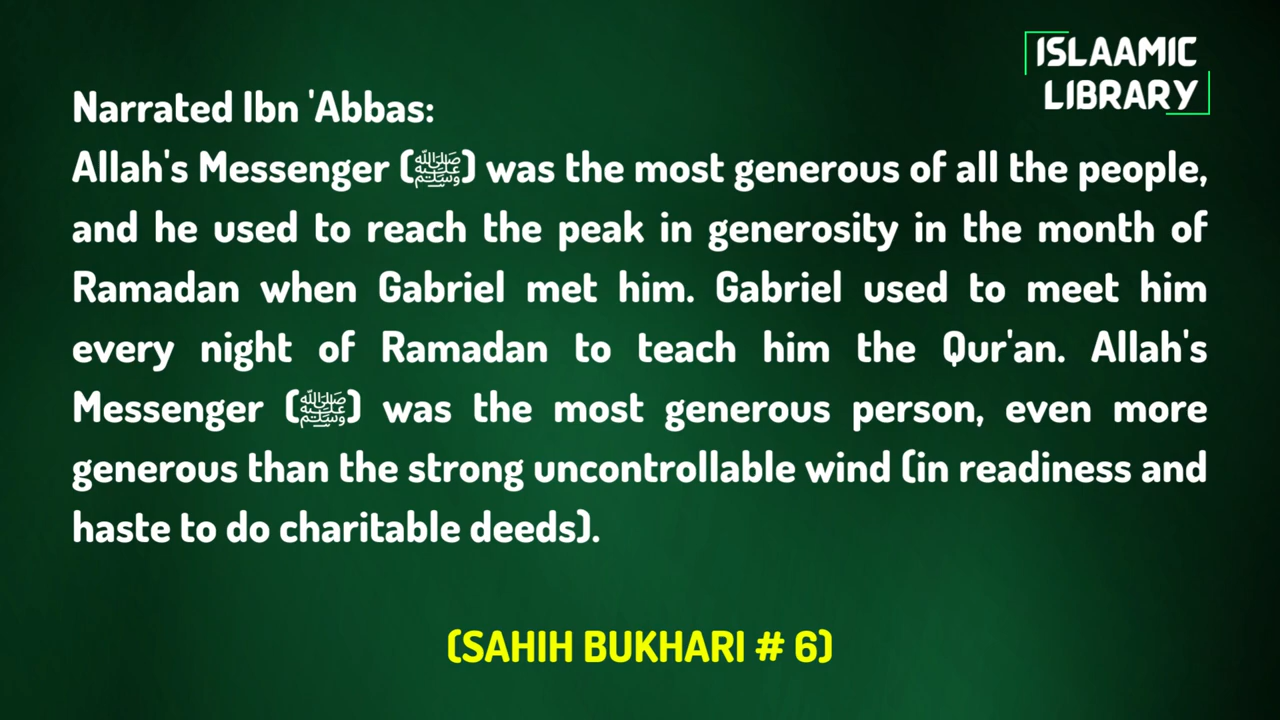 ISLAAMIC
LIBRARY
Narrated Ibn 'Abbas:
Allah's Messenger (ﷺ) was the most generous of all the people,
and he used to reach the peak in generosity in the month of
Ramadan when Gabriel met him. Gabriel used to meet him
every night of Ramadan to teach him the Qur'an. Allah's
Messenger (ﷺ) was the most generous person, even more
generous than the strong uncontrollable wind (in readiness and
haste to do charitable deeds).
(SAHIH BUKHARI # 6)